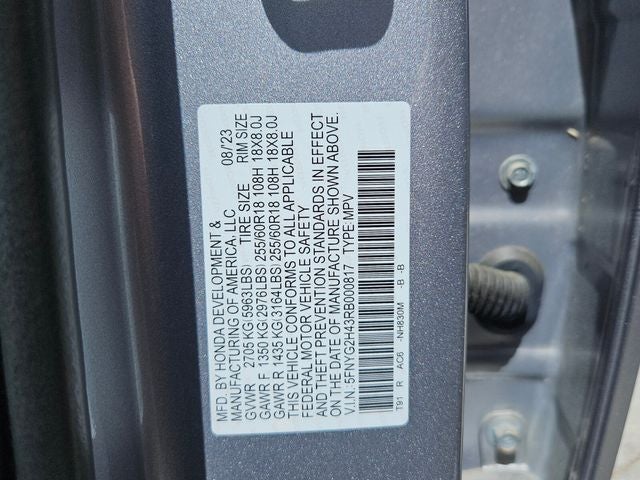 MFD. BY HONDA DEVELOPMENT &
MANUFACTURING OF AMERICA, LLC 08/23
GVWR 2705 KG(5963LBS) TIRE SIZE RIM SIZE
GAWR F 1350 KG(2976LBS) 255/60R18 108H 18X8.0J
GAWR R 1435 KG(3164LBS) 255/60R18 108H 18X8.0J
THIS VEHICLE CONFORMS TO ALL APPLICABLE
FEDERAL MOTOR VEHICLE SAFETY
AND THEFT PREVENTION STANDARDS IN EFFECT
ON THE DATE OF MANUFACTURE SHOWN ABOVE.
V.I.N.: 5FNYG2H43RB000817 TYPE: MPV
T91 R AC6 -NH830M -B -B